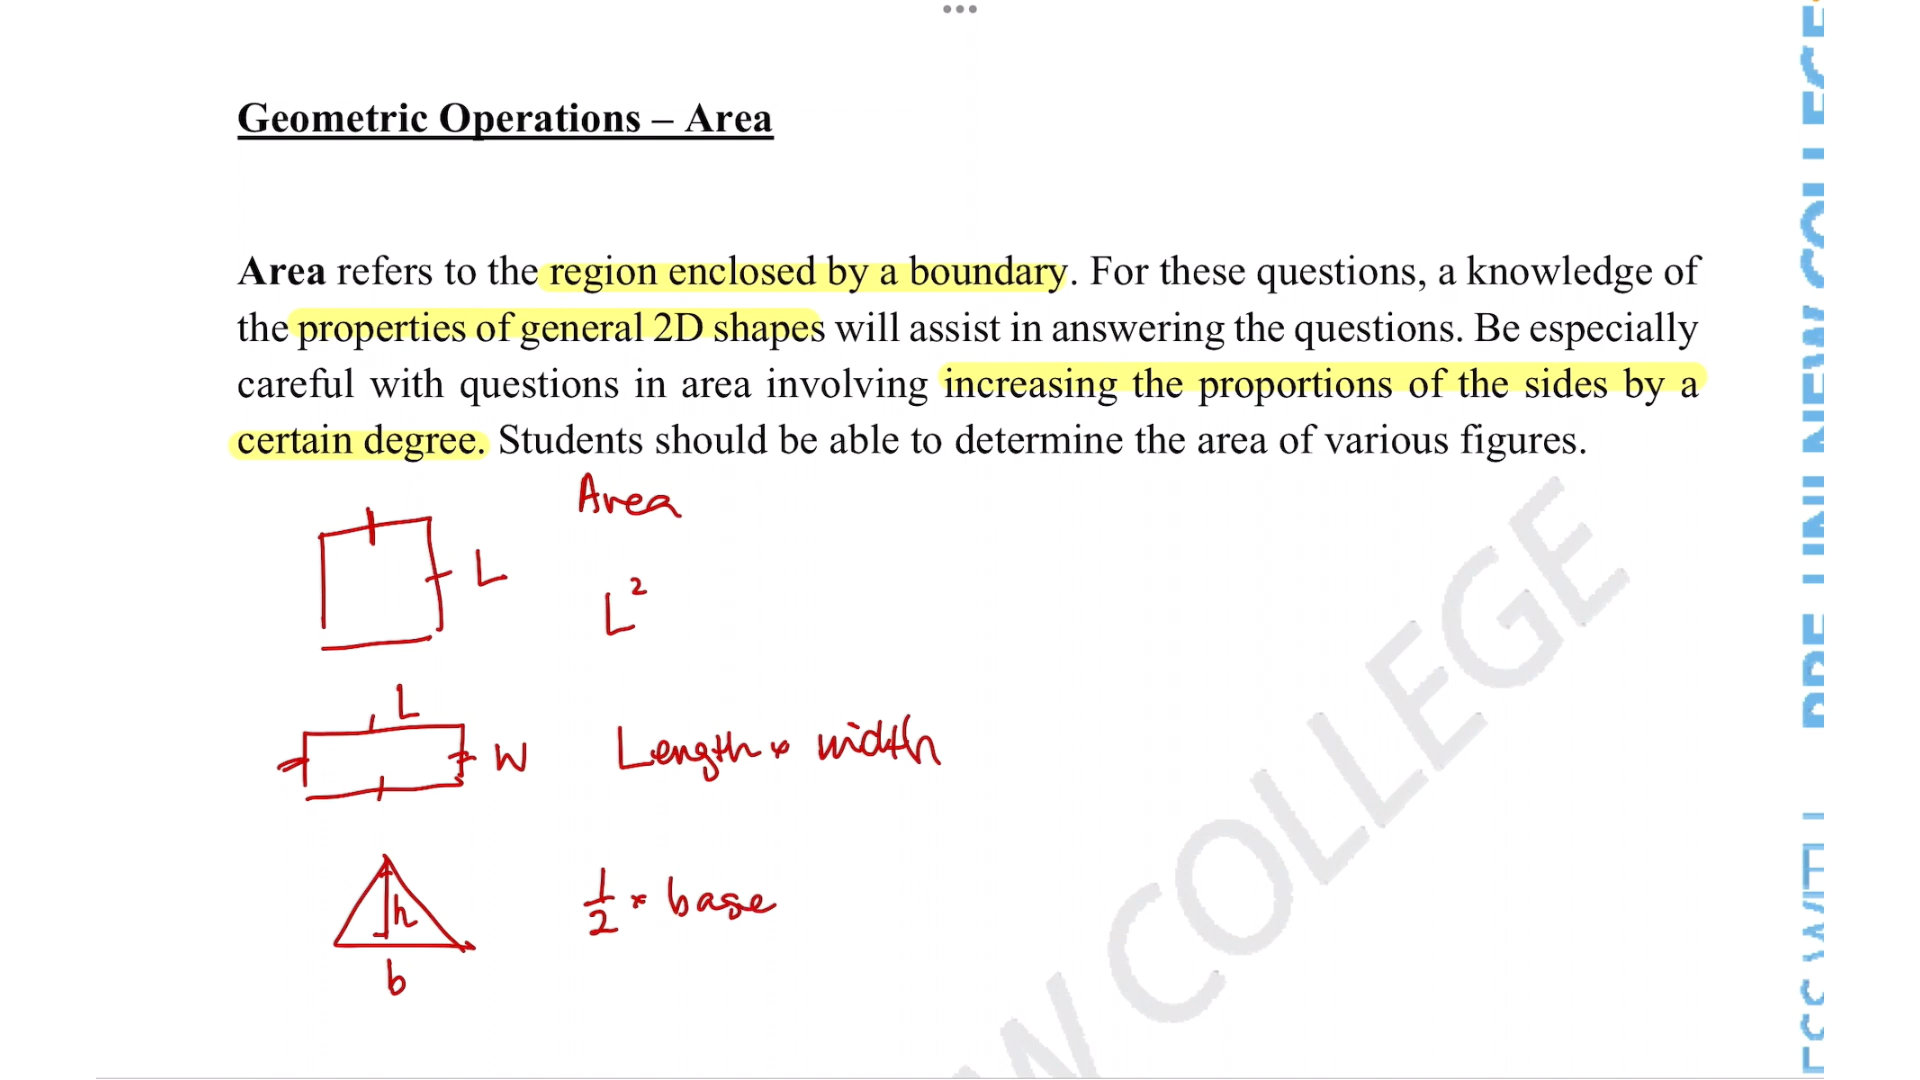 Geometric Operations – Area
Area refers to the region enclosed by a boundary. For these questions, a knowledge of
the properties of general 2D shapes will assist in answering the questions. Be especially
careful with questions in area involving increasing the proportions of the sides by a
certain degree. Students should be able to determine the area of various figures.
Area
L
L²
L
W
Length × width
h
b
1/2 × base
W COLLEGE